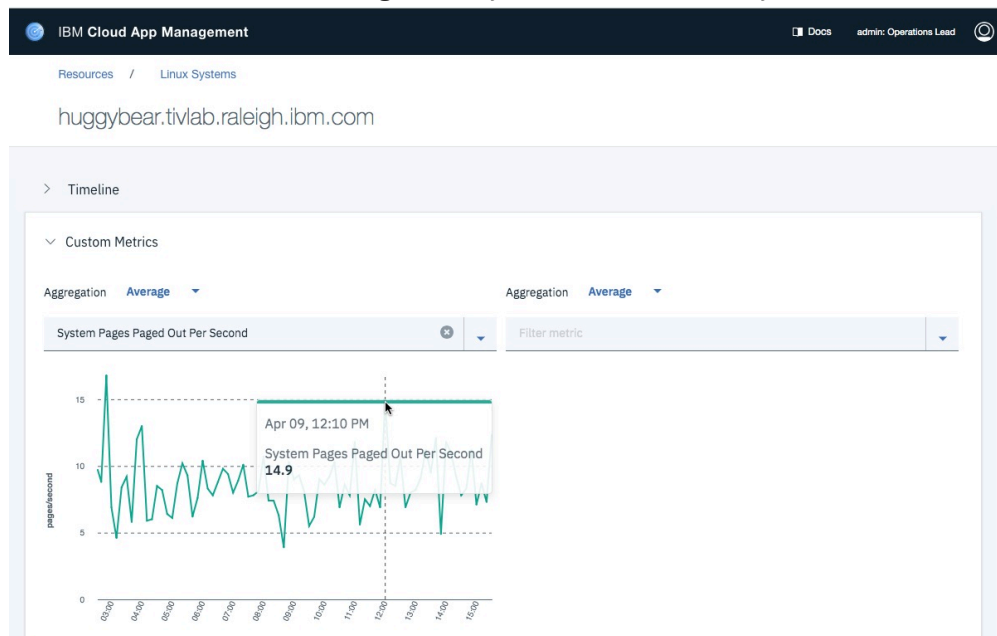 IBM Cloud App Management
Docs
admin: Operations Lead
Resources / Linux Systems
huggybear.tivlab.raleigh.ibm.com
Timeline
Custom Metrics
Aggregation Average
Aggregation Average
System Pages Paged Out Per Second
Filter metric
15
10
5
0
pages/second
Apr 09, 12:10 PM
System Pages Paged Out Per Second
14.9
03:00
04:00
05:00
06:00
07:00
08:00
09:00
10:00
11:00
12:00
13:00
14:00
15:00